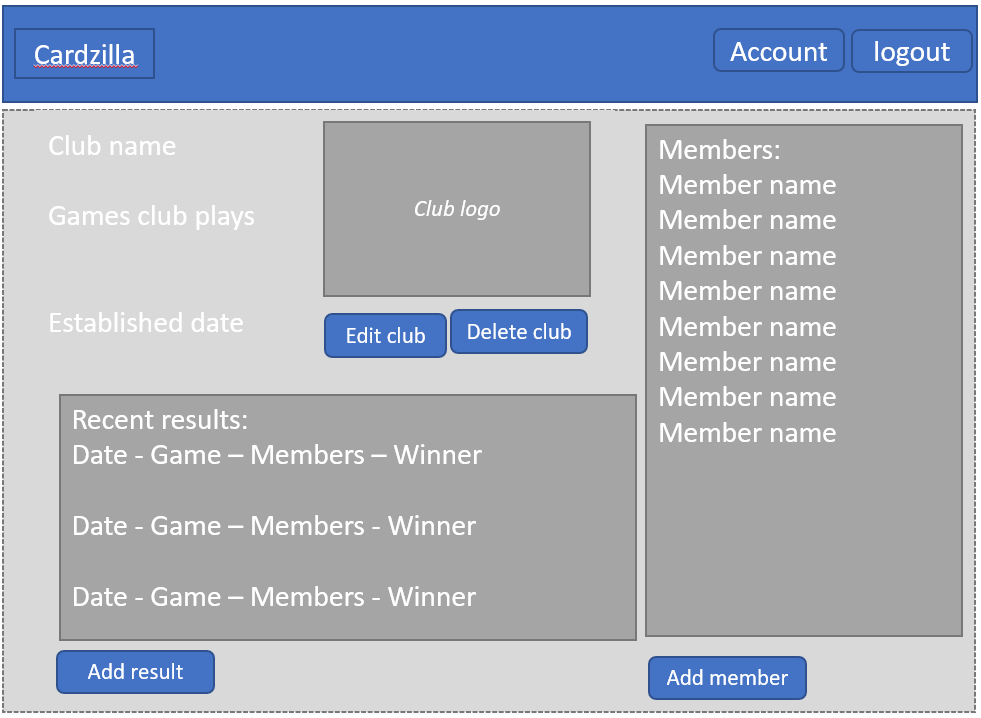 Cardzilla
Account
logout
Club name
Games club plays
Established date
Club logo
Edit club
Delete club
Members:
Member name
Member name
Member name
Member name
Member name
Member name
Member name
Member name
Recent results:
Date - Game – Members – Winner
Date - Game – Members - Winner
Date - Game – Members - Winner
Add result
Add member